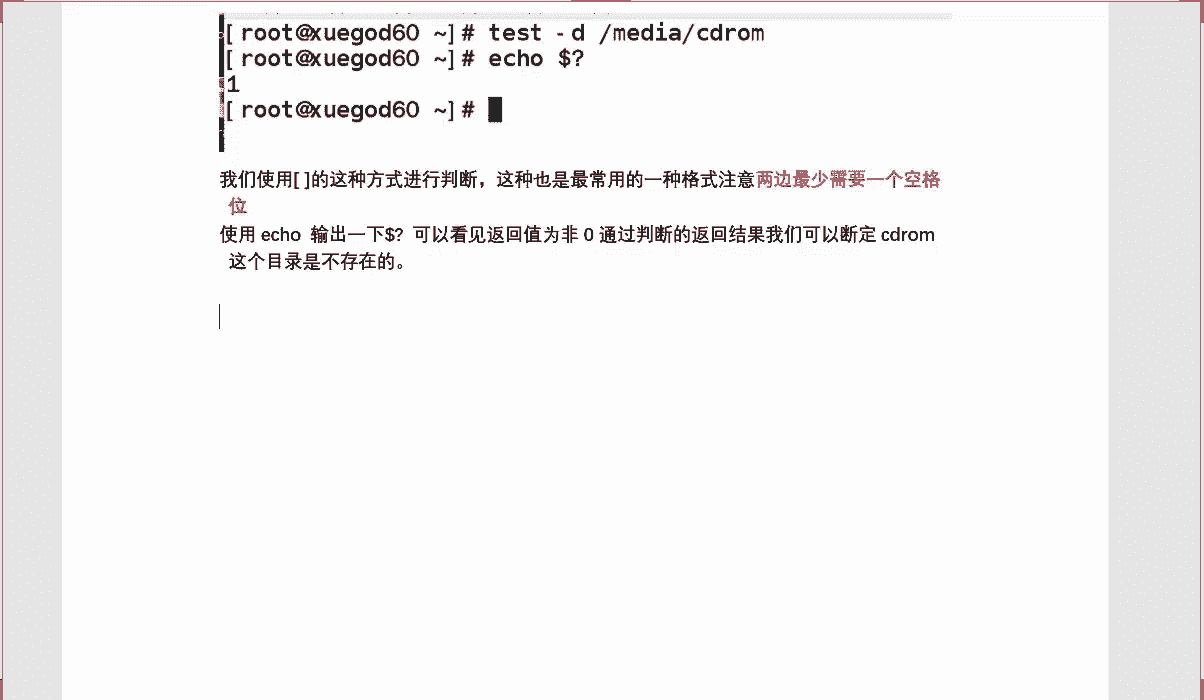 [root@xuegod60 ~]# test -d /media/cdrom
[root@xuegod60 ~]# echo $?
1
[root@xuegod60 ~]#
我们使用[ ]的这种方式进行判断，这种也是最常用的一种格式注意两边最少需要一个空格
位
使用 echo 输出一下$? 可以看见返回值为非 0 通过判断的返回结果我们可以断定 cdrom
这个目录是不存在的。